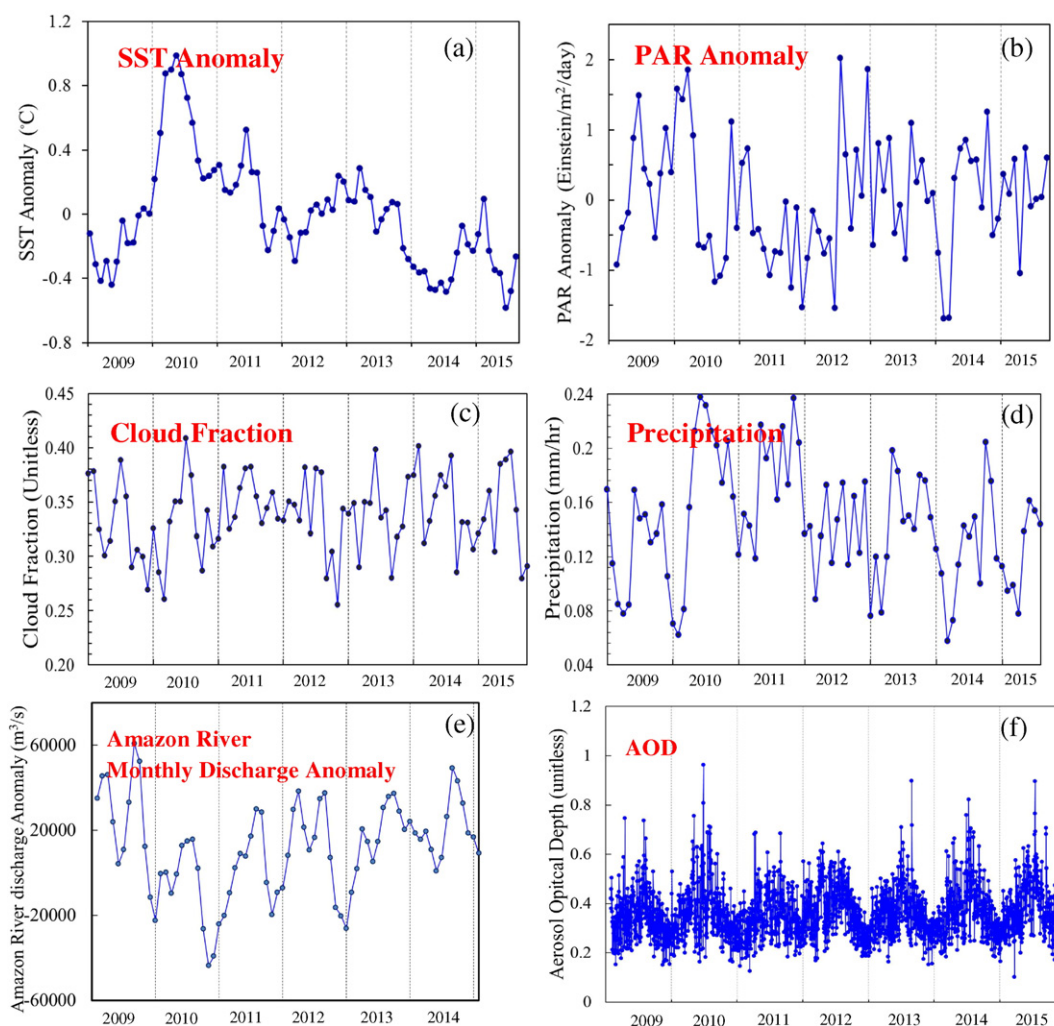 SST Anomaly
(a)
SST Anomaly (°C)
1.2
0.8
0.4
0
-0.4
-0.8
2009 2010 2011 2012 2013 2014 2015
PAR Anomaly
(b)
PAR Anomaly (Einstein/m²/day)
2
1
0
-1
-2
2009 2010 2011 2012 2013 2014 2015
Cloud Fraction
(c)
Cloud Fraction (Unitless)
0.45
0.40
0.35
0.30
0.25
0.20
2009 2010 2011 2012 2013 2014 2015
Precipitation
(d)
Precipitation (mm/hr)
0.24
0.2
0.16
0.12
0.08
0.04
2009 2010 2011 2012 2013 2014 2015
Amazon River
Monthly Discharge Anomaly
(e)
Amazon River discharge Anomaly (m³/s)
60000
20000
-20000
-60000
2009 2010 2011 2012 2013 2014
AOD
(f)
Aerosol Optitcal Depth (unitless)
1.2
1
0.8
0.6
0.4
0.2
0
2009 2010 2011 2012 2013 2014 2015